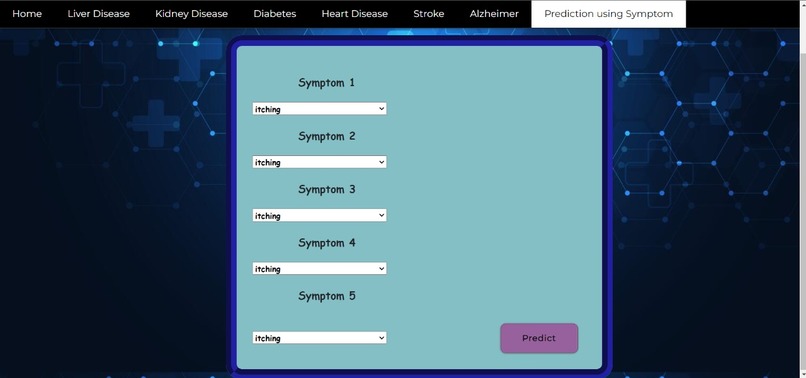 Home Liver Disease Kidney Disease Diabetes Heart Disease Stroke Alzheimer Prediction using Symptom
Symptom 1
itching
Symptom 2
itching
Symptom 3
itching
Symptom 4
itching
Symptom 5
itching
Predict